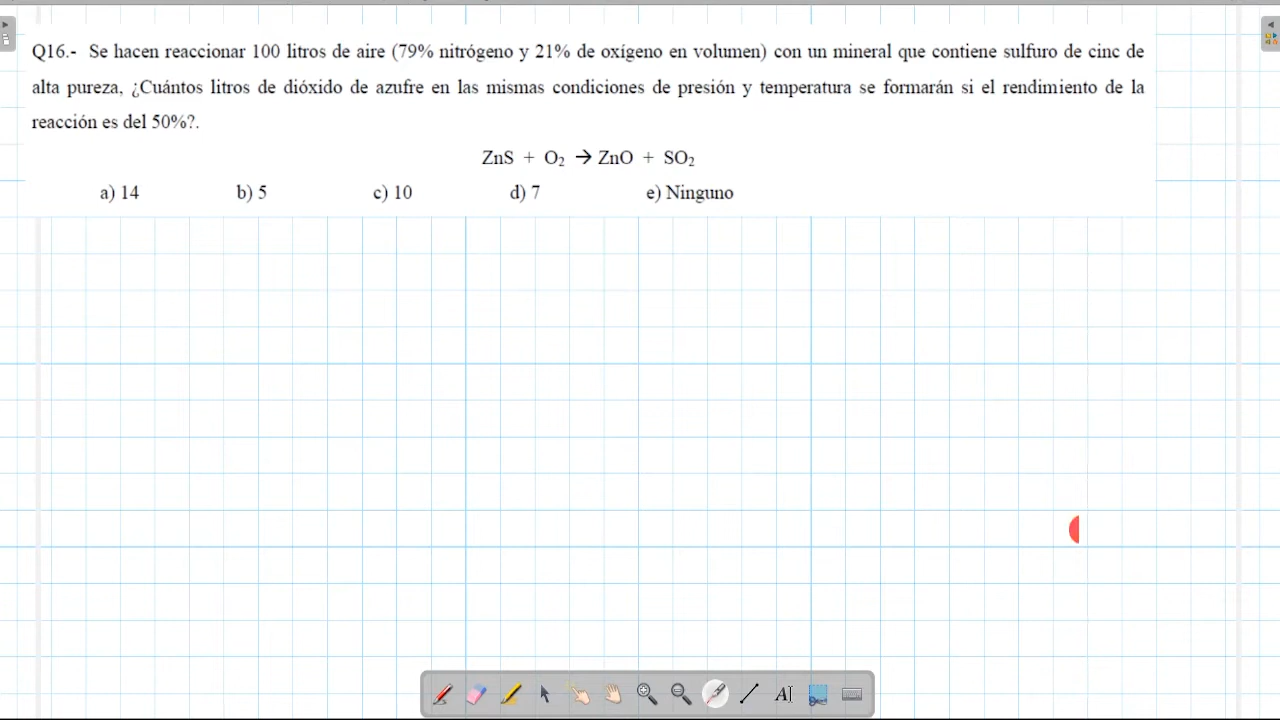 Q16.- Se hacen reaccionar 100 litros de aire (79% nitrógeno y 21% de oxígeno en volumen) con un mineral que contiene sulfuro de cinc de
alta pureza, ¿Cuántos litros de dióxido de azufre en las mismas condiciones de presión y temperatura se formarán si el rendimiento de la
reacción es del 50%?.
ZnS + O₂ → ZnO + SO₂
a) 14 b) 5 c) 10 d) 7 e) Ninguno